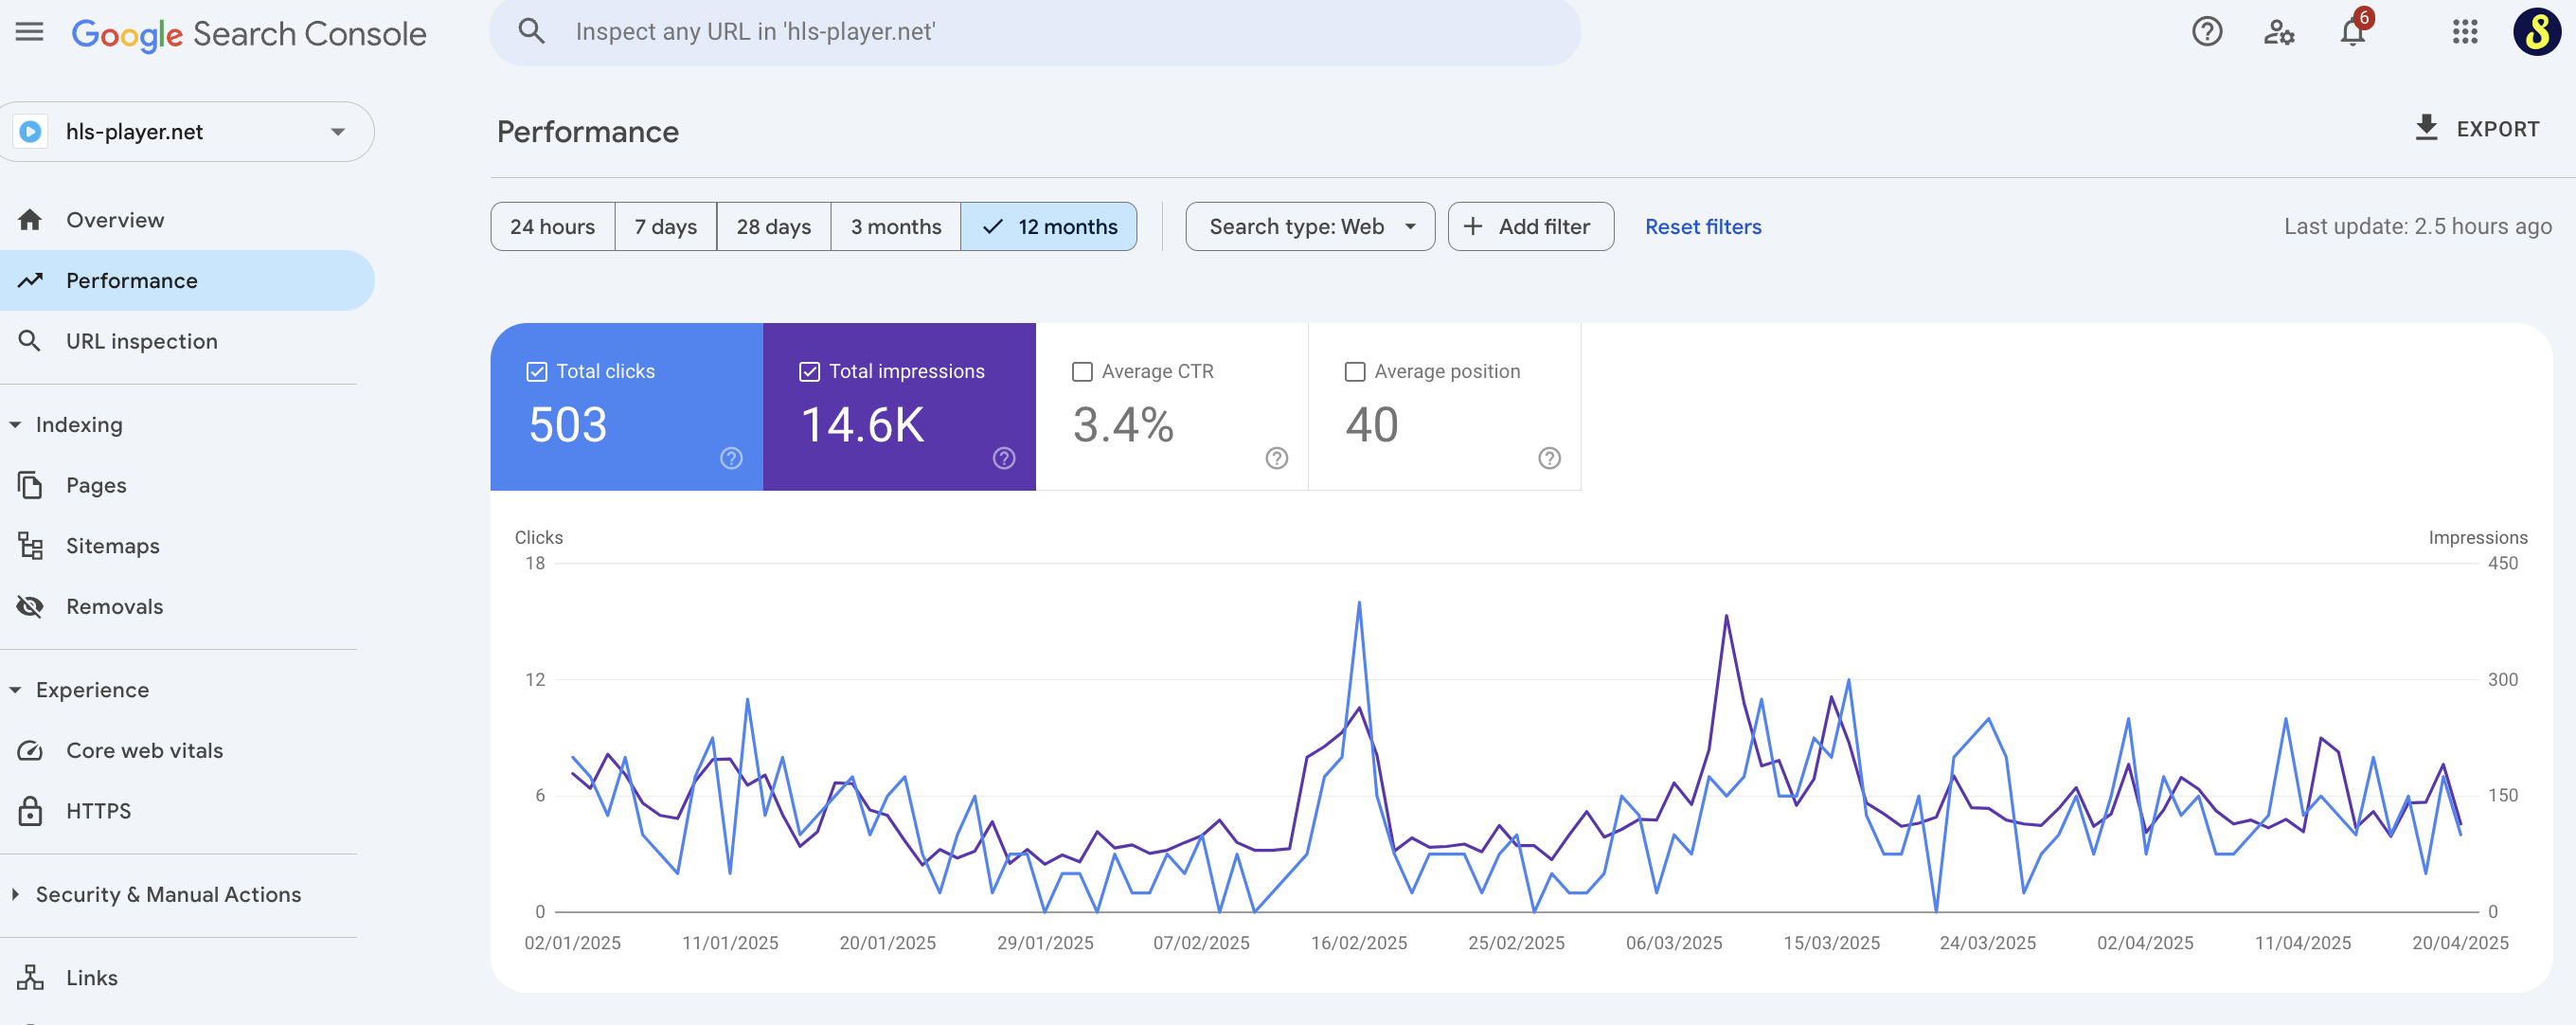 Google Search Console
Inspect any URL in 'hls-player.net'
6
S
hls-player.net
Overview
Performance
URL inspection
Indexing
Pages
Sitemaps
Removals
Experience
Core web vitals
HTTPS
Security & Manual Actions
Links
Performance
EXPORT
24 hours
7 days
28 days
3 months
12 months
Search type: Web
Add filter
Reset filters
Last update: 2.5 hours ago
Total clicks
503
Total impressions
14.6K
Average CTR
3.4%
Average position
40
Clicks
Impressions
18
450
12
300
6
150
0
0
02/01/2025
11/01/2025
20/01/2025
29/01/2025
07/02/2025
16/02/2025
25/02/2025
06/03/2025
15/03/2025
24/03/2025
02/04/2025
11/04/2025
20/04/2025